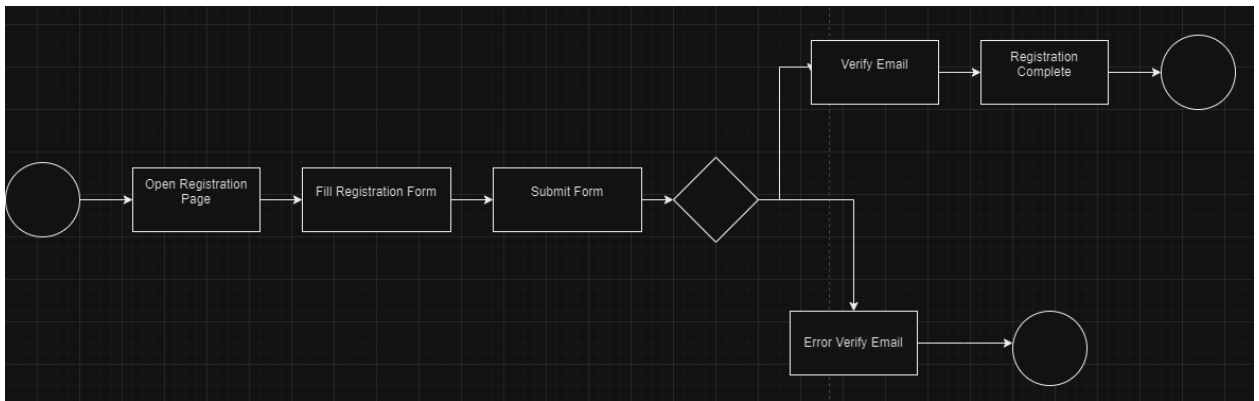 Open Registration
Page
Fill Registration Form
Submit Form
Verify Email
Registration
Complete
Error Verify Email